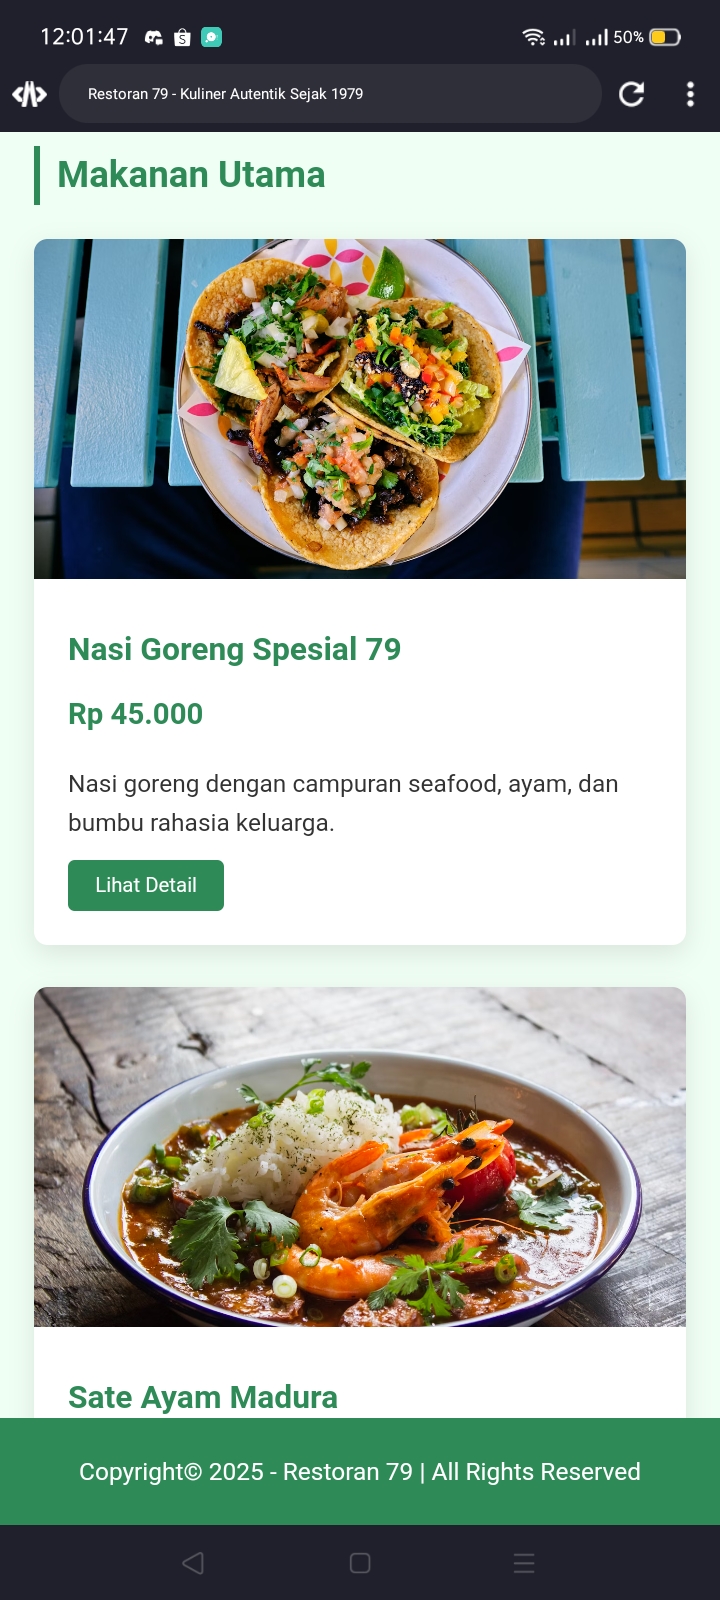 12:01:47
50%
Restoran 79 - Kuliner Autentik Sejak 1979
Makanan Utama
Nasi Goreng Spesial 79
Rp 45.000
Nasi goreng dengan campuran seafood, ayam, dan
bumbu rahasia keluarga.
Lihat Detail
Sate Ayam Madura
Copyright© 2025 - Restoran 79 | All Rights Reserved